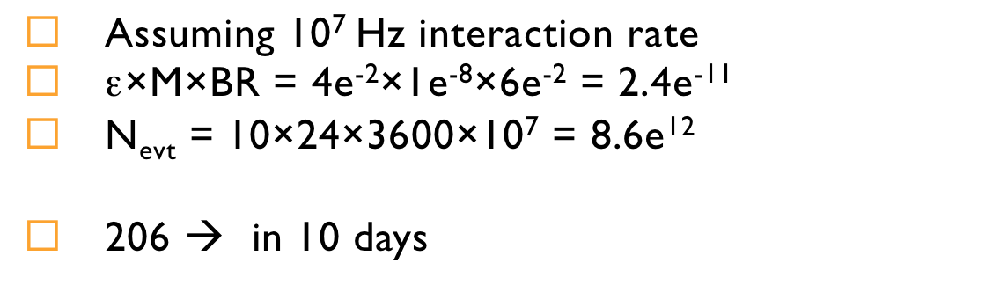 Assuming 10⁷ Hz interaction rate
ε×M×BR = 4e⁻²×1e⁻⁸×6e⁻² = 2.4e⁻¹¹
Nₑᵥₜ = 10×24×3600×10⁷ = 8.6e¹²
206 → in 10 days